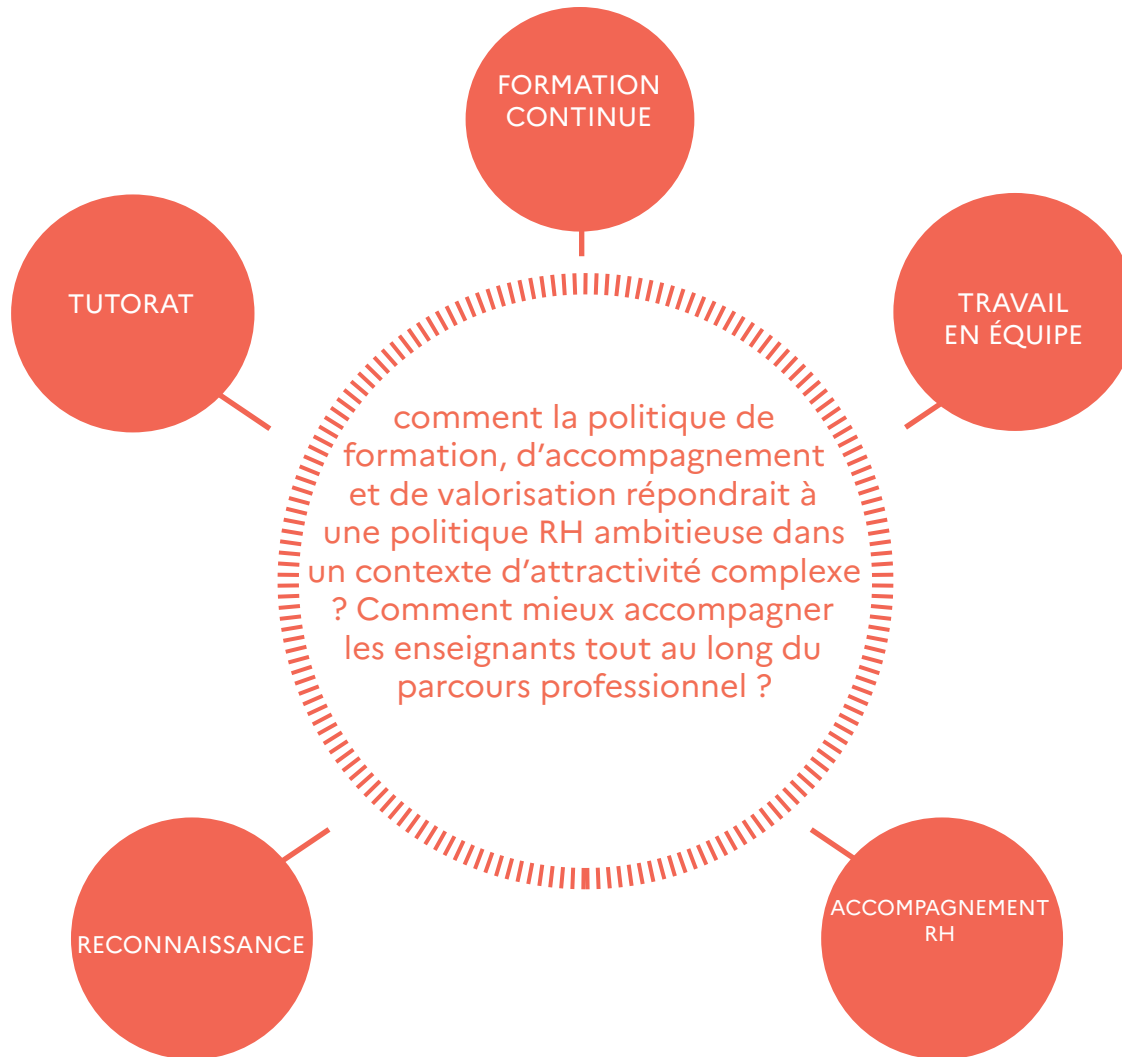 FORMATION
CONTINUE
TUTORAT
TRAVAIL
EN ÉQUIPE
comment la politique de
formation, d’accompagnement
et de valorisation répondrait à
une politique RH ambitieuse dans
un contexte d’attractivité complexe
? Comment mieux accompagner
les enseignants tout au long du
parcours professionnel ?
RECONNAISSANCE
ACCOMPAGNEMENT
RH